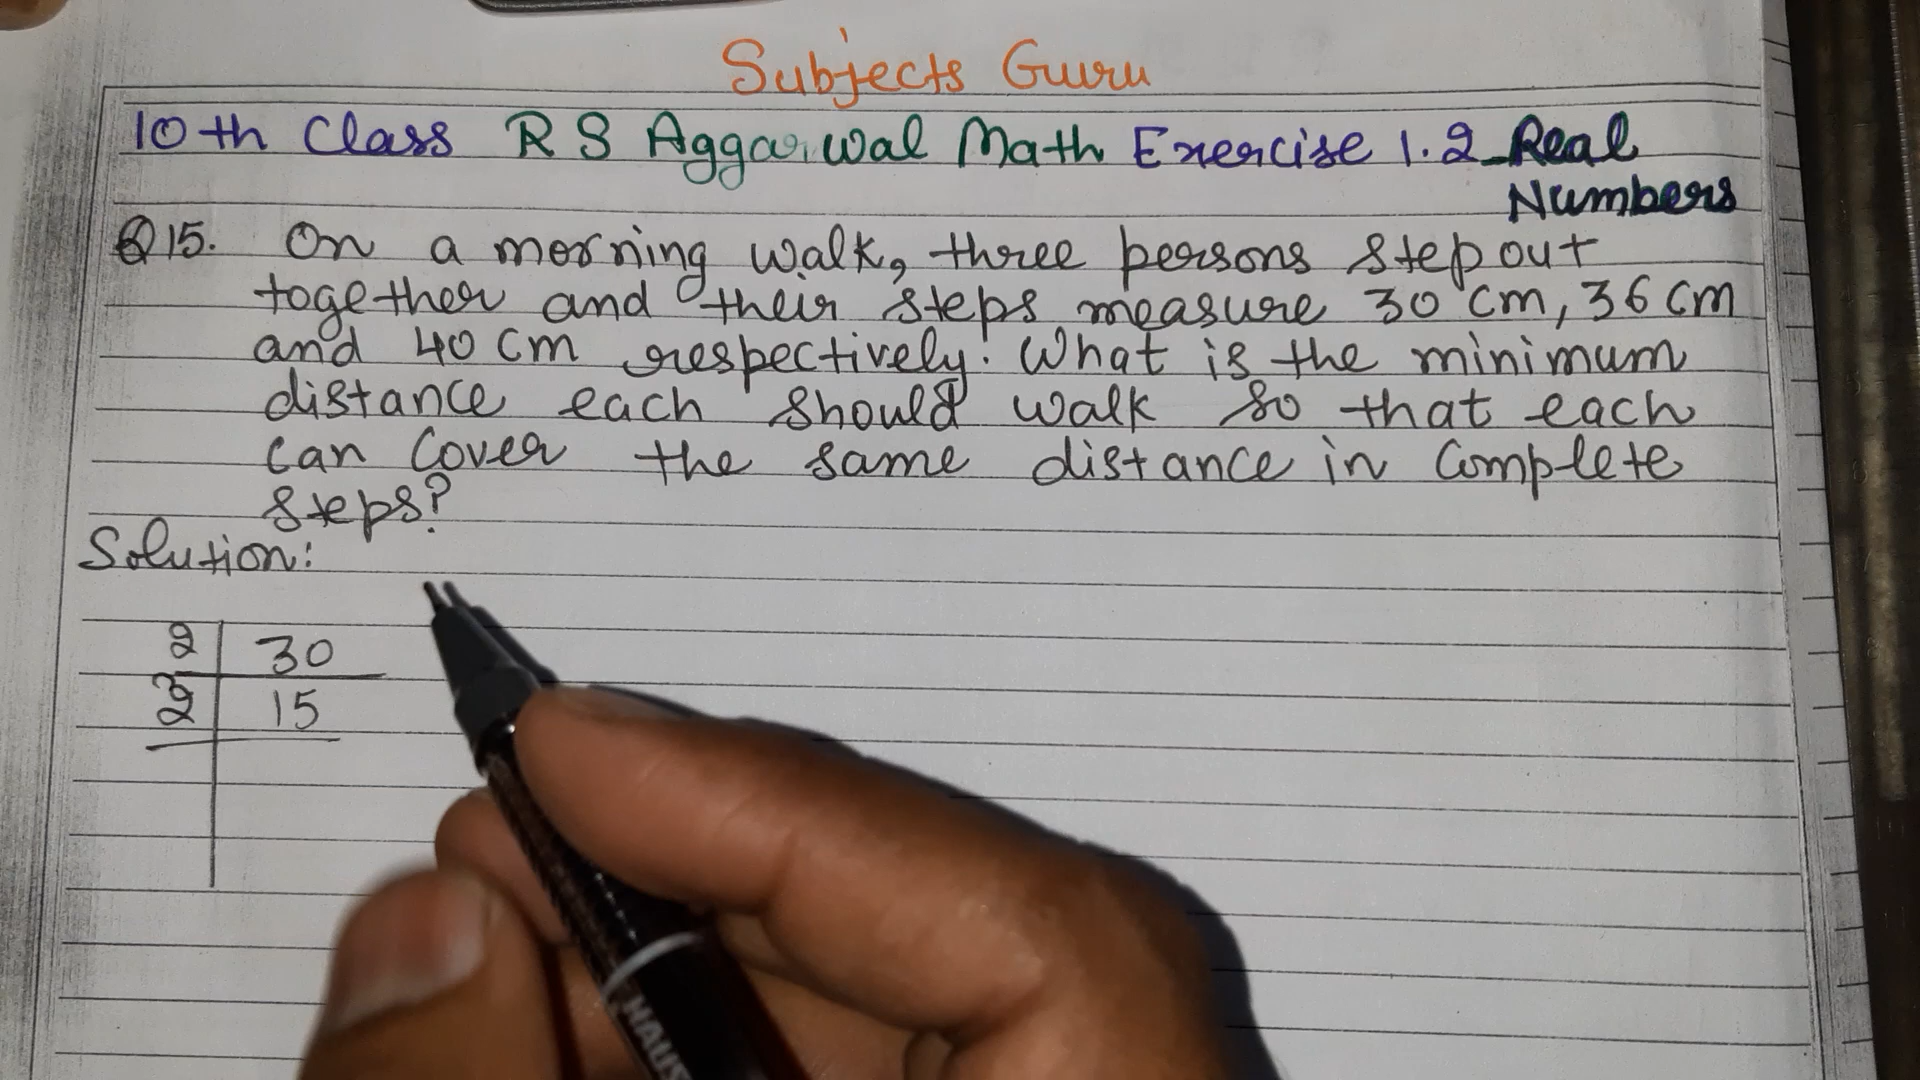 Subjects Guru
10th Class RS Aggarwal Math Exercise 1.2 Real
Numbers
Q15. On a morning walk, three persons step out
together and their steps measure 30 cm, 36 cm
and 40 cm respectively. What is the minimum
distance each should walk so that each
can cover the same distance in complete
steps?
Solution:
2 30
15
HAUS